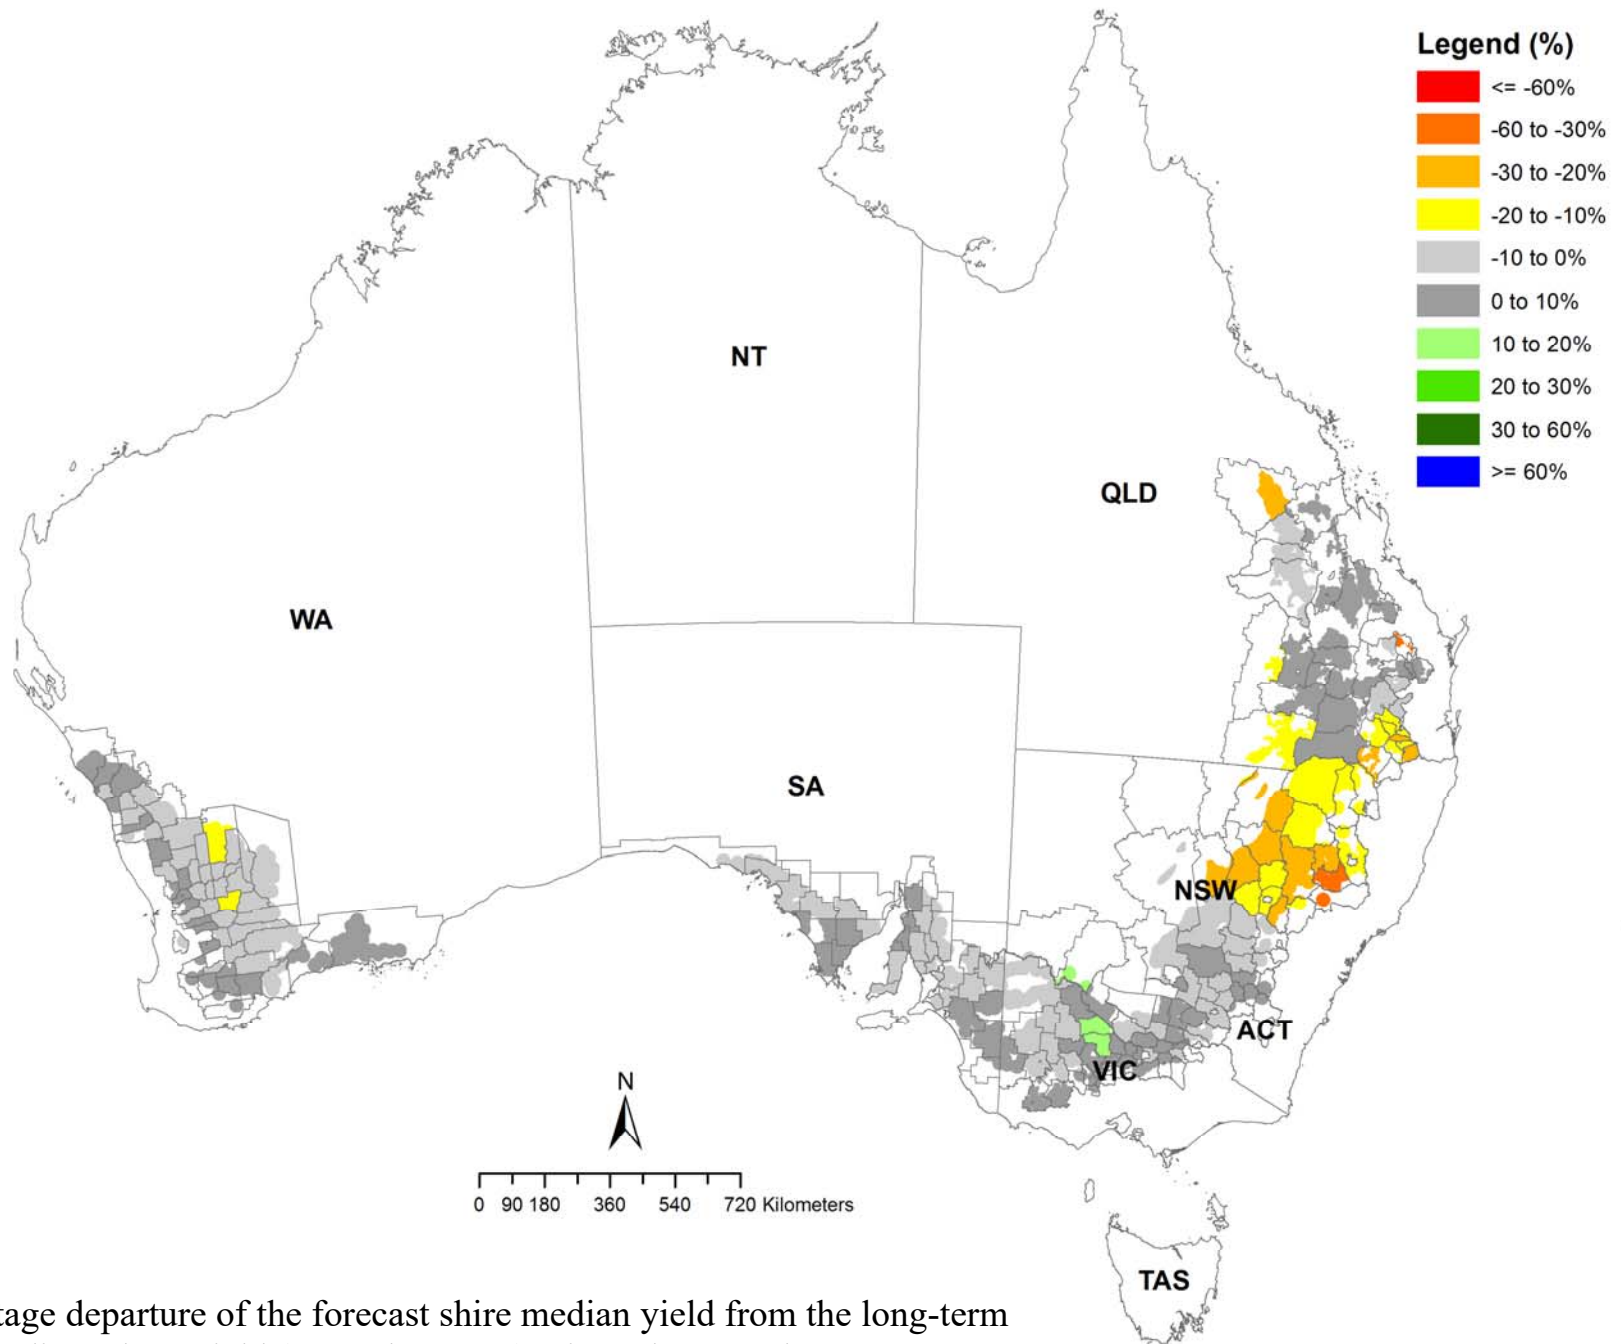 Legend (%)
<= -60%
-60 to -30%
-30 to -20%
-20 to -10%
-10 to 0%
0 to 10%
10 to 20%
20 to 30%
30 to 60%
>= 60%
NT
QLD
WA
SA
NSW
ACT
VIC
TAS
N
0 90 180 360 540 720 Kilometers
tage departure of the forecast shire median yield from the long-term